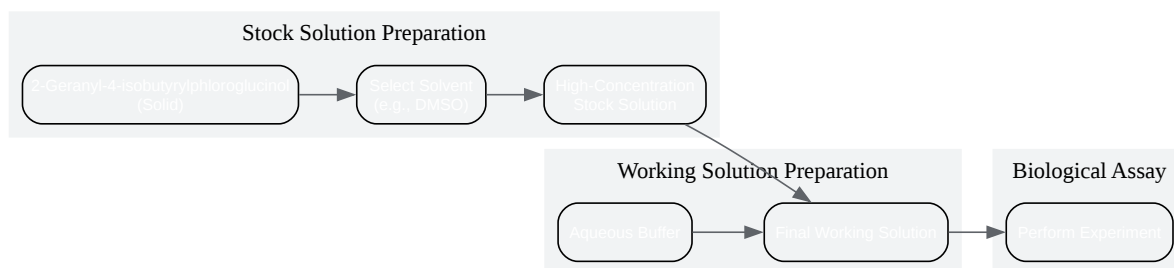 Stock Solution Preparation
2-Geranyl-4-isobutyrylphloroglucinol
(Solid)
Select Solvent
(e.g., DMSO)
High-Concentration
Stock Solution
Working Solution Preparation
Aqueous Buffer
Final Working Solution
Biological Assay
Perform Experiment